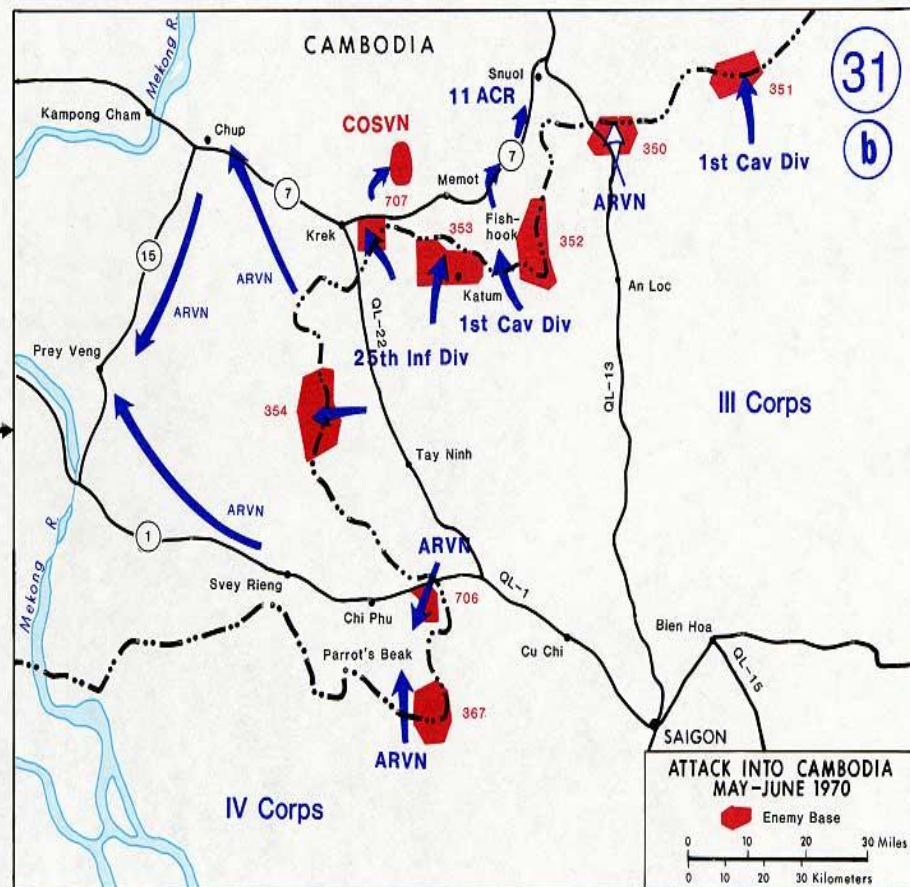 CAMBODIA
Mekong R.
Snuol
31
351
b
11 ACR
Kampong Cham
Chup
COSVN
7
350
1st Cav Div
7
Memot
ARVN
707
Krek
Fish-
hook
353
352
15
ARVN
Katum
An Loc
ARVN
1st Cav Div
QL-22
25th Inf Div
Prey Veng
QL-13
III Corps
354
Tay Ninh
ARVN
1
ARVN
Mekong
R.
Svey Rieng
706
QL-1
Chi Phu
Cu Chi
Bien Hoa
Parrot's Beak
QL-15
367
SAIGON
ARVN
IV Corps
ATTACK INTO CAMBODIA
MAY-JUNE 1970
Enemy Base
0 10 20 30 Miles
0 10 20 30 Kilometers